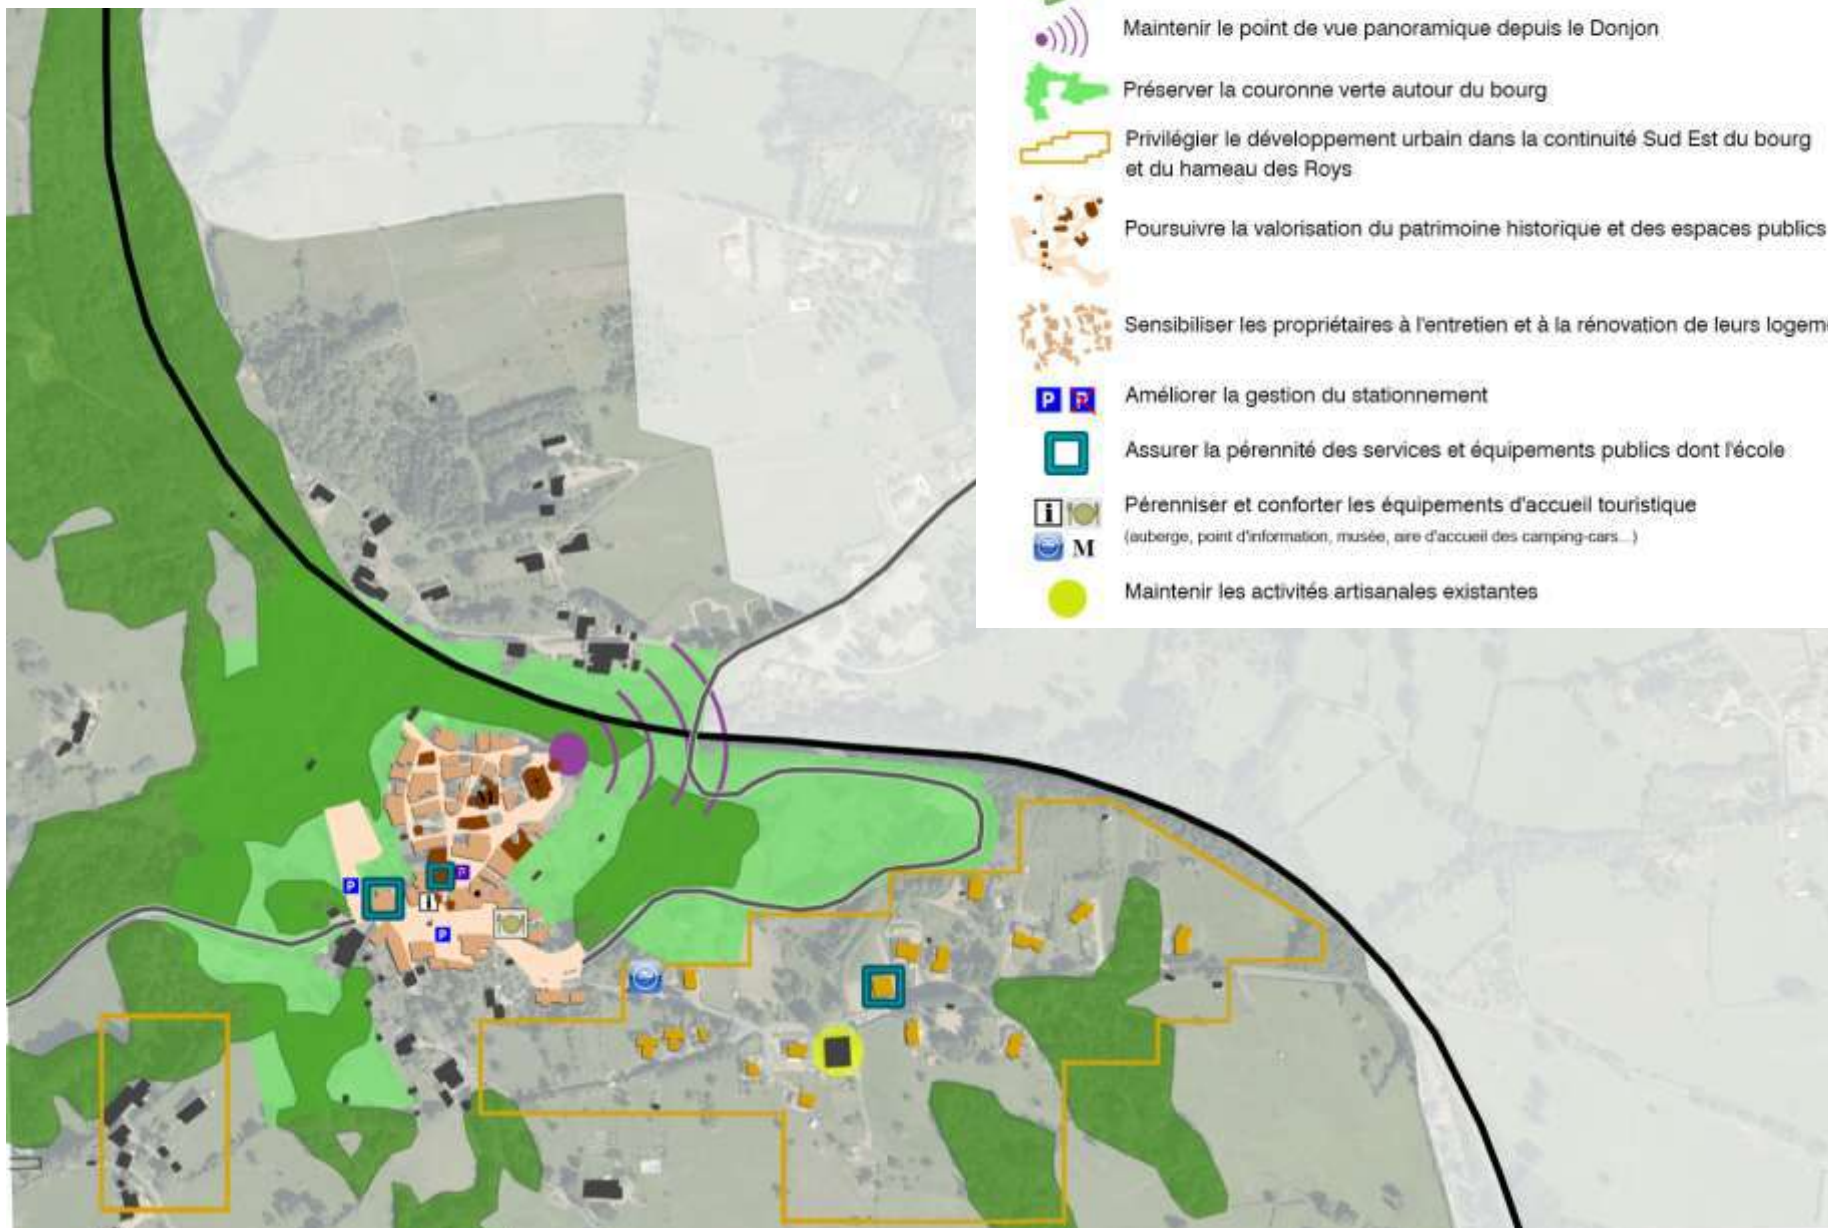 Maintenir le point de vue panoramique depuis le Donjon
Préserver la couronne verte autour du bourg
Privilégier le développement urbain dans la continuité Sud Est du bourg
et du hameau des Roys
Poursuivre la valorisation du patrimoine historique et des espaces publics
Sensibiliser les propriétaires à l'entretien et à la rénovation de leurs logem
P P Améliorer la gestion du stationnement
Assurer la pérennité des services et équipements publics dont l'école
i Pérenniser et conforter les équipements d'accueil touristique
M (auberge, point d'information, musée, aire d'accueil des camping-cars...)
Maintenir les activités artisanales existantes
M
P
P
i
P